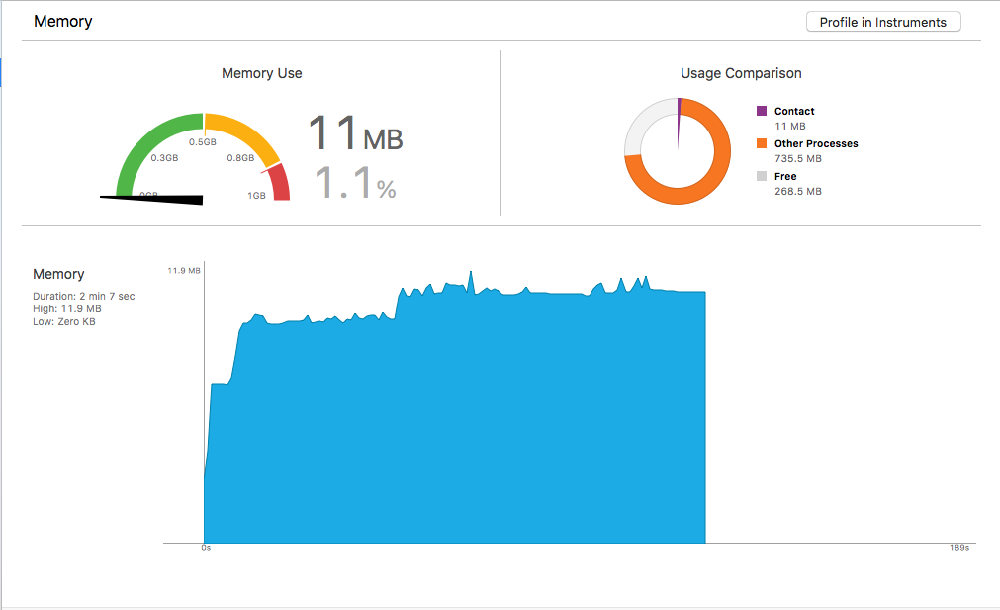 Memory
Profile in Instruments
Memory Use
Usage Comparison
0GB
0.3GB
0.5GB
0.8GB
1GB
11 MB
1.1%
Contact
11 MB
Other Processes
735.5 MB
Free
268.5 MB
Memory
Duration: 2 min 7 sec
High: 11.9 MB
Low: Zero KB
11.9 MB
0s
189s